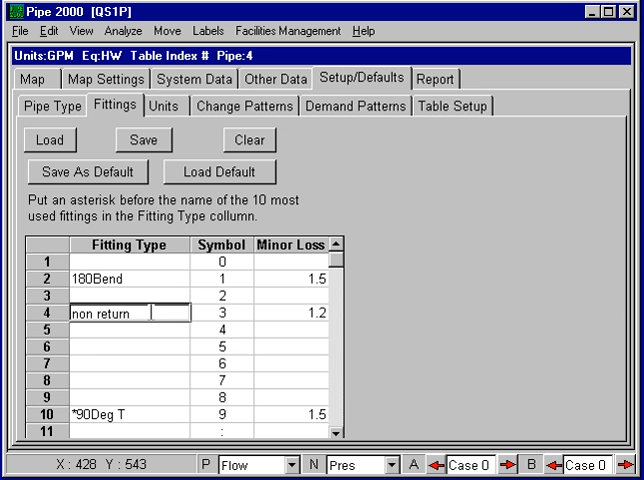 Pipe 2000 [QS1P]
File Edit View Analyze Move Labels Facilities Management Help
Units:GPM Eq:HW Table Index # Pipe:4
Map Map Settings System Data Other Data Setup/Defaults Report
Pipe Type Fittings Units Change Patterns Demand Patterns Table Setup
Load Save Clear
Save As Default Load Default
Put an asterisk before the name of the 10 most
used fittings in the Fitting Type collumn.
Fitting Type Symbol Minor Loss
1 0
2 180Bend 1 1.5
3 2
4 non return 3 1.2
5 4
6 5
7 6
8 7
9 8
10 *90Deg T 9 1.5
11 :
X : 428 Y : 543 P Flow N Pres A Case 0 B Case 0